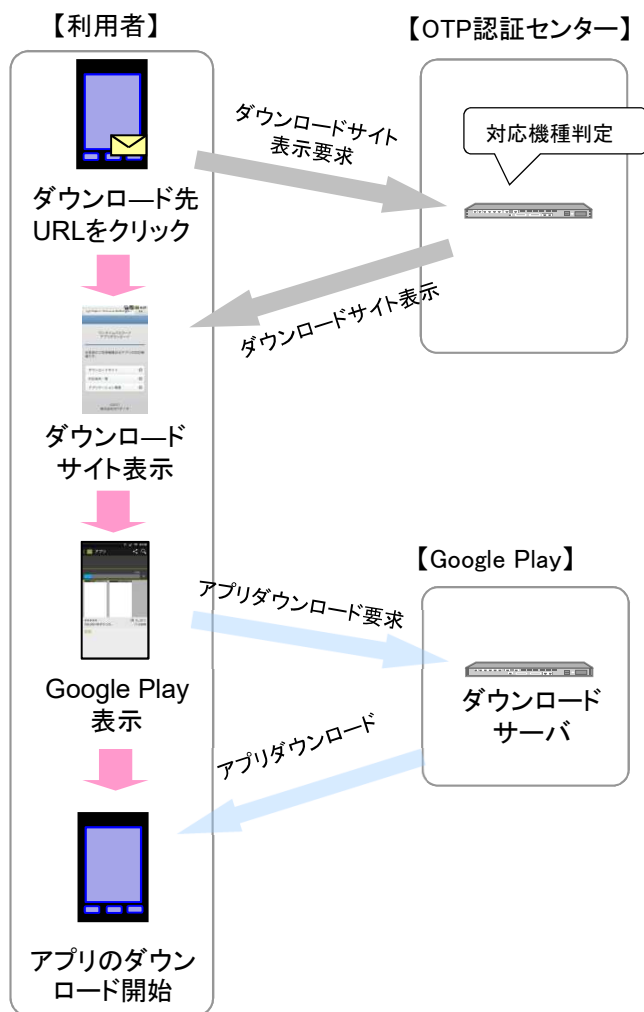 【利用者】
【OTP認証センター】
ダウンロードサイト
表示要求
対応機種判定
ダウンロ―ド先
URLをクリック
ダウンロードサイト表示
ダウンロ―ド
サイト表示
アプリ
【Google Play】
アプリダウンロード要求
Google Play
表示
ダウンロード
サーバ
アプリダウンロード
アプリのダウン
ロード開始